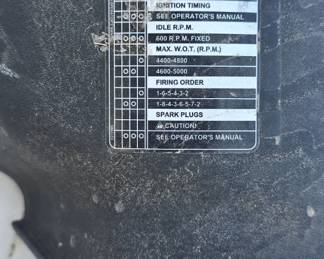 IGNITION TIMING
SEE OPERATOR'S MANUAL
IDLE R.P.M.
600 R.P.M. FIXED
MAX. W.O.T. (R.P.M.)
4400-4800
4600-5000
FIRING ORDER
1-6-5-4-3-2
1-8-4-3-6-5-7-2
SPARK PLUGS
⚠ CAUTION!
SEE OPERATOR'S MANUAL